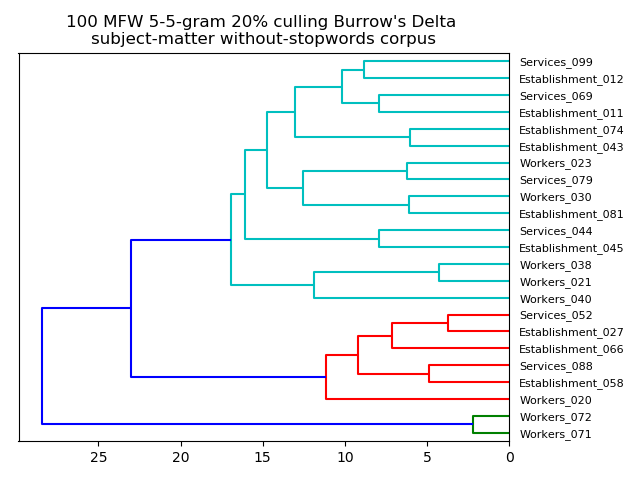 100 MFW 5-5-gram 20% culling Burrow's Delta
subject-matter without-stopwords corpus
Services_099
Establishment_012
Services_069
Establishment_011
Establishment_074
Establishment_043
Workers_023
Services_079
Workers_030
Establishment_081
Services_044
Establishment_045
Workers_038
Workers_021
Workers_040
Services_052
Establishment_027
Establishment_066
Services_088
Establishment_058
Workers_020
Workers_072
Workers_071
25 20 15 10 5 0